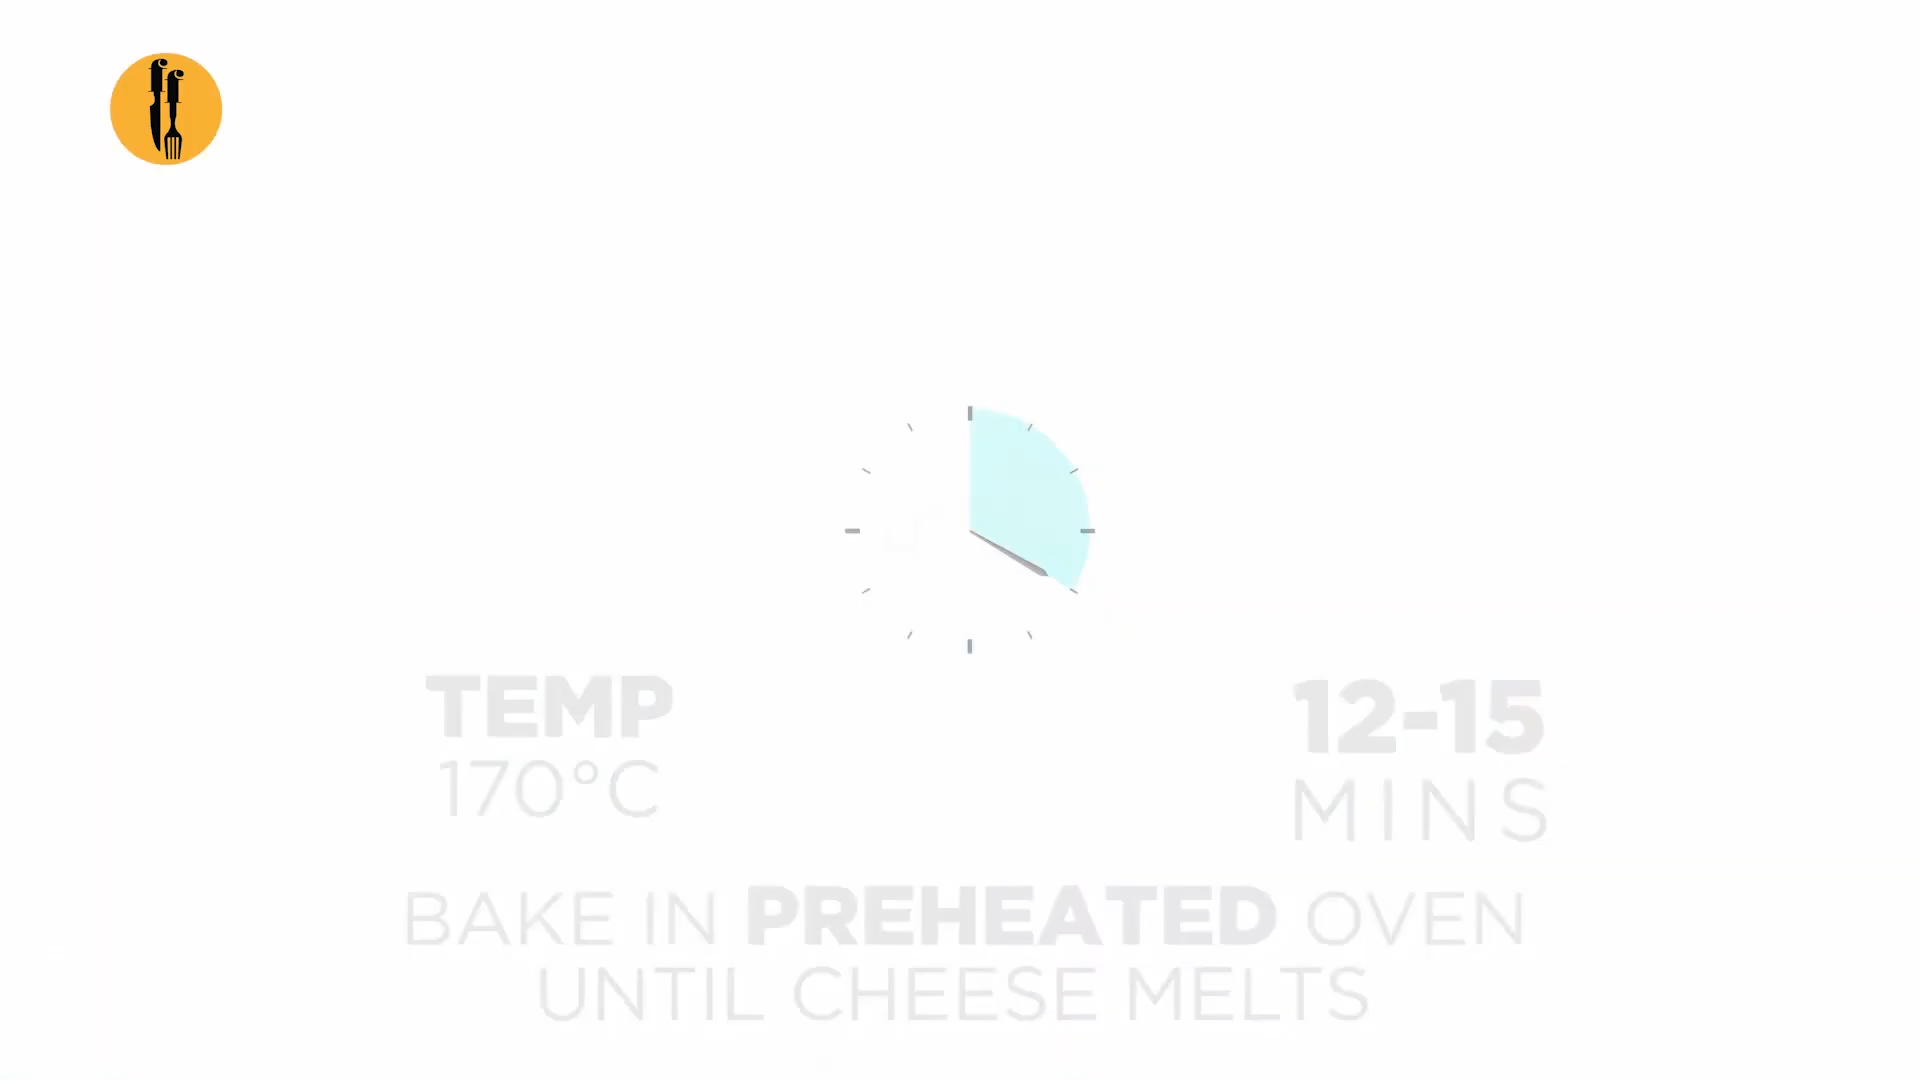 TEMP
170°C
12-15
MINS
BAKE IN PREHEATED OVEN
UNTIL CHEESE MELTS